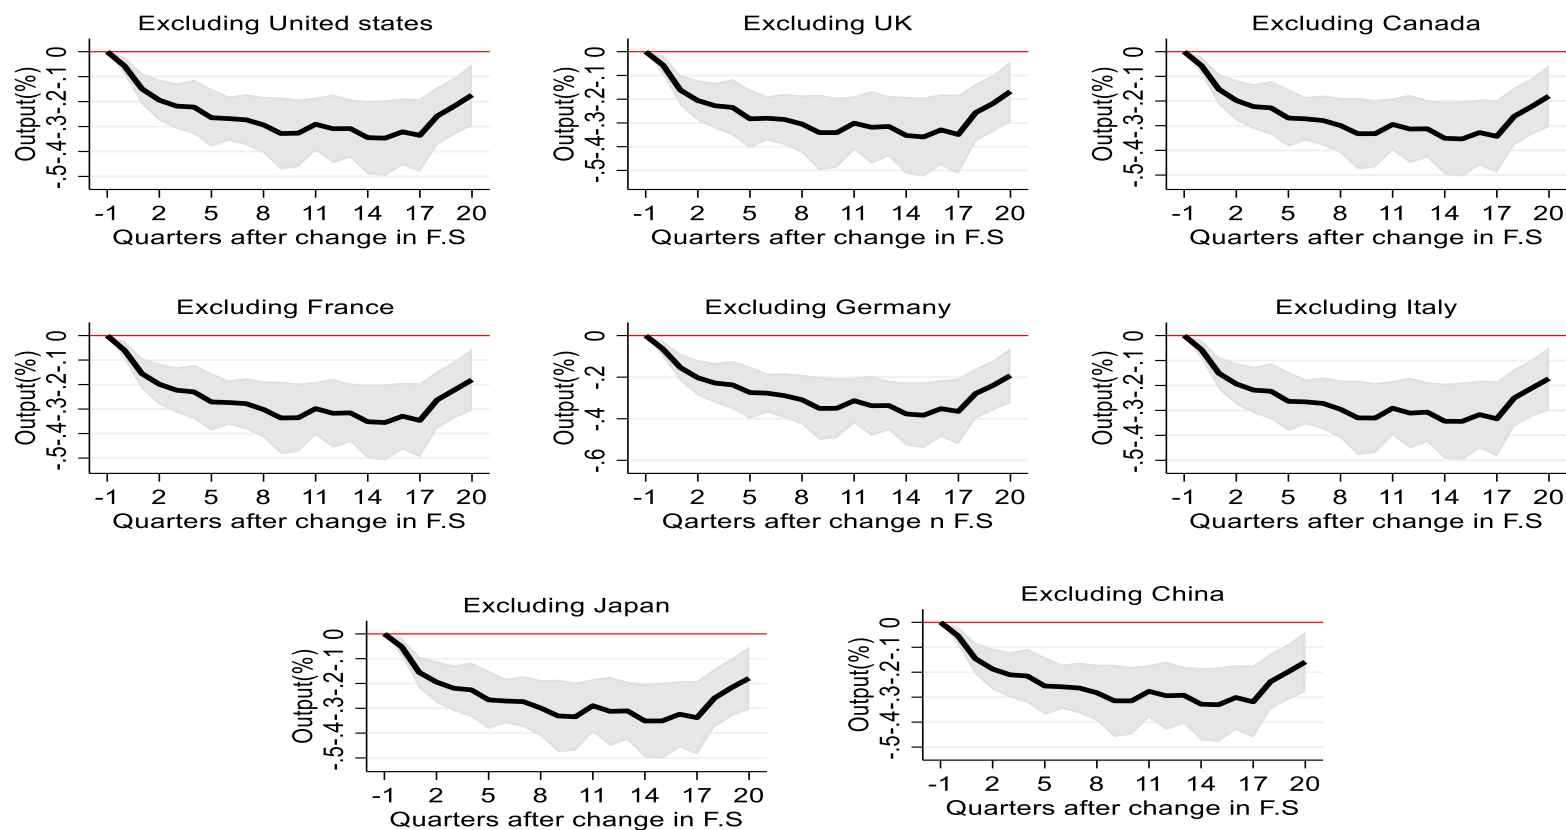 Excluding United states
Output(%)
0
-.1
-.2
-.3
-.4
-.5
-1 2 5 8 11 14 17 20
Quarters after change in F.S
Excluding UK
Output(%)
0
-.1
-.2
-.3
-.4
-.5
-1 2 5 8 11 14 17 20
Quarters after change in F.S
Excluding Canada
Output(%)
0
-.1
-.2
-.3
-.4
-.5
-1 2 5 8 11 14 17 20
Quarters after change in F.S
Excluding France
Output(%)
0
-.1
-.2
-.3
-.4
-.5
-1 2 5 8 11 14 17 20
Quarters after change in F.S
Excluding Germany
Output(%)
0
-.2
-.4
-.6
-1 2 5 8 11 14 17 20
Qarters after change n F.S
Excluding Italy
Output(%)
0
-.1
-.2
-.3
-.4
-.5
-1 2 5 8 11 14 17 20
Quarters after change in F.S
Excluding Japan
Output(%)
0
-.1
-.2
-.3
-.4
-.5
-1 2 5 8 11 14 17 20
Quarters after change in F.S
Excluding China
Output(%)
0
-.1
-.2
-.3
-.4
-.5
-1 2 5 8 11 14 17 20
Quarters after change in F.S